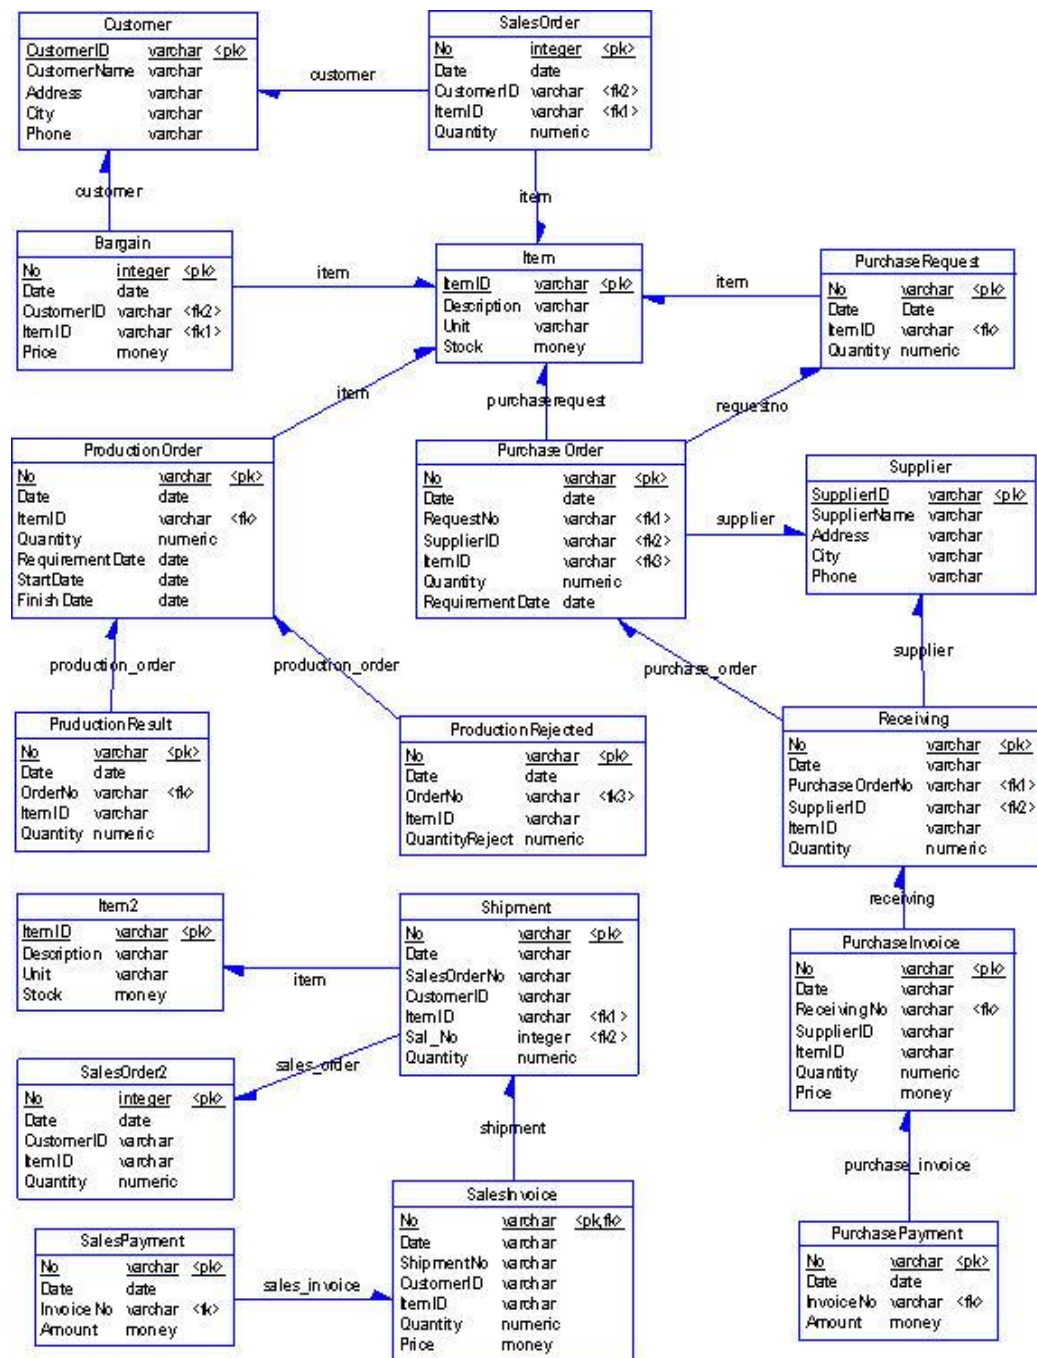 Customer
CustomerID varchar <pk>
CustomerName varchar
Address varchar
City varchar
Phone varchar
SalesOrder
No integer <pk>
Date date
CustomerID varchar <fk2>
ItemID varchar <fk1>
Quantity numeric
customer
customer
item
Bargain
No integer <pk>
Date date
CustomerID varchar <fk2>
ItemID varchar <fk1>
Price money
item
Item
ItemID varchar <pk>
Description varchar
Unit varchar
Stock money
item
PurchaseRequest
No varchar <pk>
Date Date
ItemID varchar <fk>
Quantity numeric
item
purchaserequest
requestno
ProductionOrder
No varchar <pk>
Date date
ItemID varchar <fk>
Quantity numeric
RequirementDate date
StartDate date
FinishDate date
PurchaseOrder
No varchar <pk>
Date date
RequestNo varchar <fk1>
SupplierID varchar <fk2>
ItemID varchar <fk3>
Quantity numeric
RequirementDate date
supplier
Supplier
SupplierID varchar <pk>
SupplierName varchar
Address varchar
City varchar
Phone varchar
production_order
production_order
purchase_order
supplier
PruductionResult
No varchar <pk>
Date date
OrderNo varchar <fk>
ItemID varchar
Quantity numeric
ProductionRejected
No varchar <pk>
Date date
OrderNo varchar <fk3>
ItemID varchar
QuantityReject numeric
Receiving
No varchar <pk>
Date varchar
PurchaseOrderNo varchar <fk1>
SupplierID varchar <fk2>
ItemID varchar
Quantity numeric
receiving
Item2
ItemID varchar <pk>
Description varchar
Unit varchar
Stock money
item
Shipment
No varchar <pk>
Date varchar
SalesOrderNo varchar
CustomerID varchar
ItemID varchar <fk1>
Sal_No integer <fk2>
Quantity numeric
PurchaseInvoice
No varchar <pk>
Date varchar
ReceivingNo varchar <fk>
SupplierID varchar
ItemID varchar
Quantity numeric
Price money
sales_order
SalesOrder2
No integer <pk>
Date date
CustomerID varchar
ItemID varchar
Quantity numeric
shipment
purchase_invoice
SalesPayment
No varchar <pk>
Date date
InvoiceNo varchar <fk>
Amount money
sales_invoice
SalesInvoice
No varchar <pk,fk>
Date varchar
ShipmentNo varchar
CustomerID varchar
ItemID varchar
Quantity numeric
Price money
PurchasePayment
No varchar <pk>
Date date
InvoiceNo varchar <fk>
Amount money